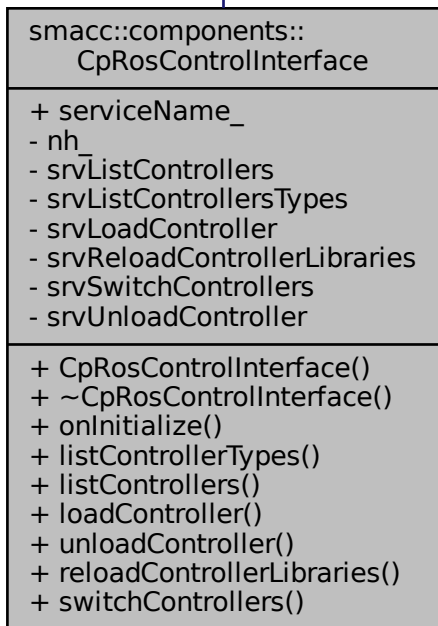 smacc::components::
CpRosControlInterface
+ serviceName_
- nh_
- srvListControllers
- srvListControllersTypes
- srvLoadController
- srvReloadControllerLibraries
- srvSwitchControllers
- srvUnloadController
+ CpRosControlInterface()
+ ~CpRosControlInterface()
+ onInitialize()
+ listControllerTypes()
+ listControllers()
+ loadController()
+ unloadController()
+ reloadControllerLibraries()
+ switchControllers()